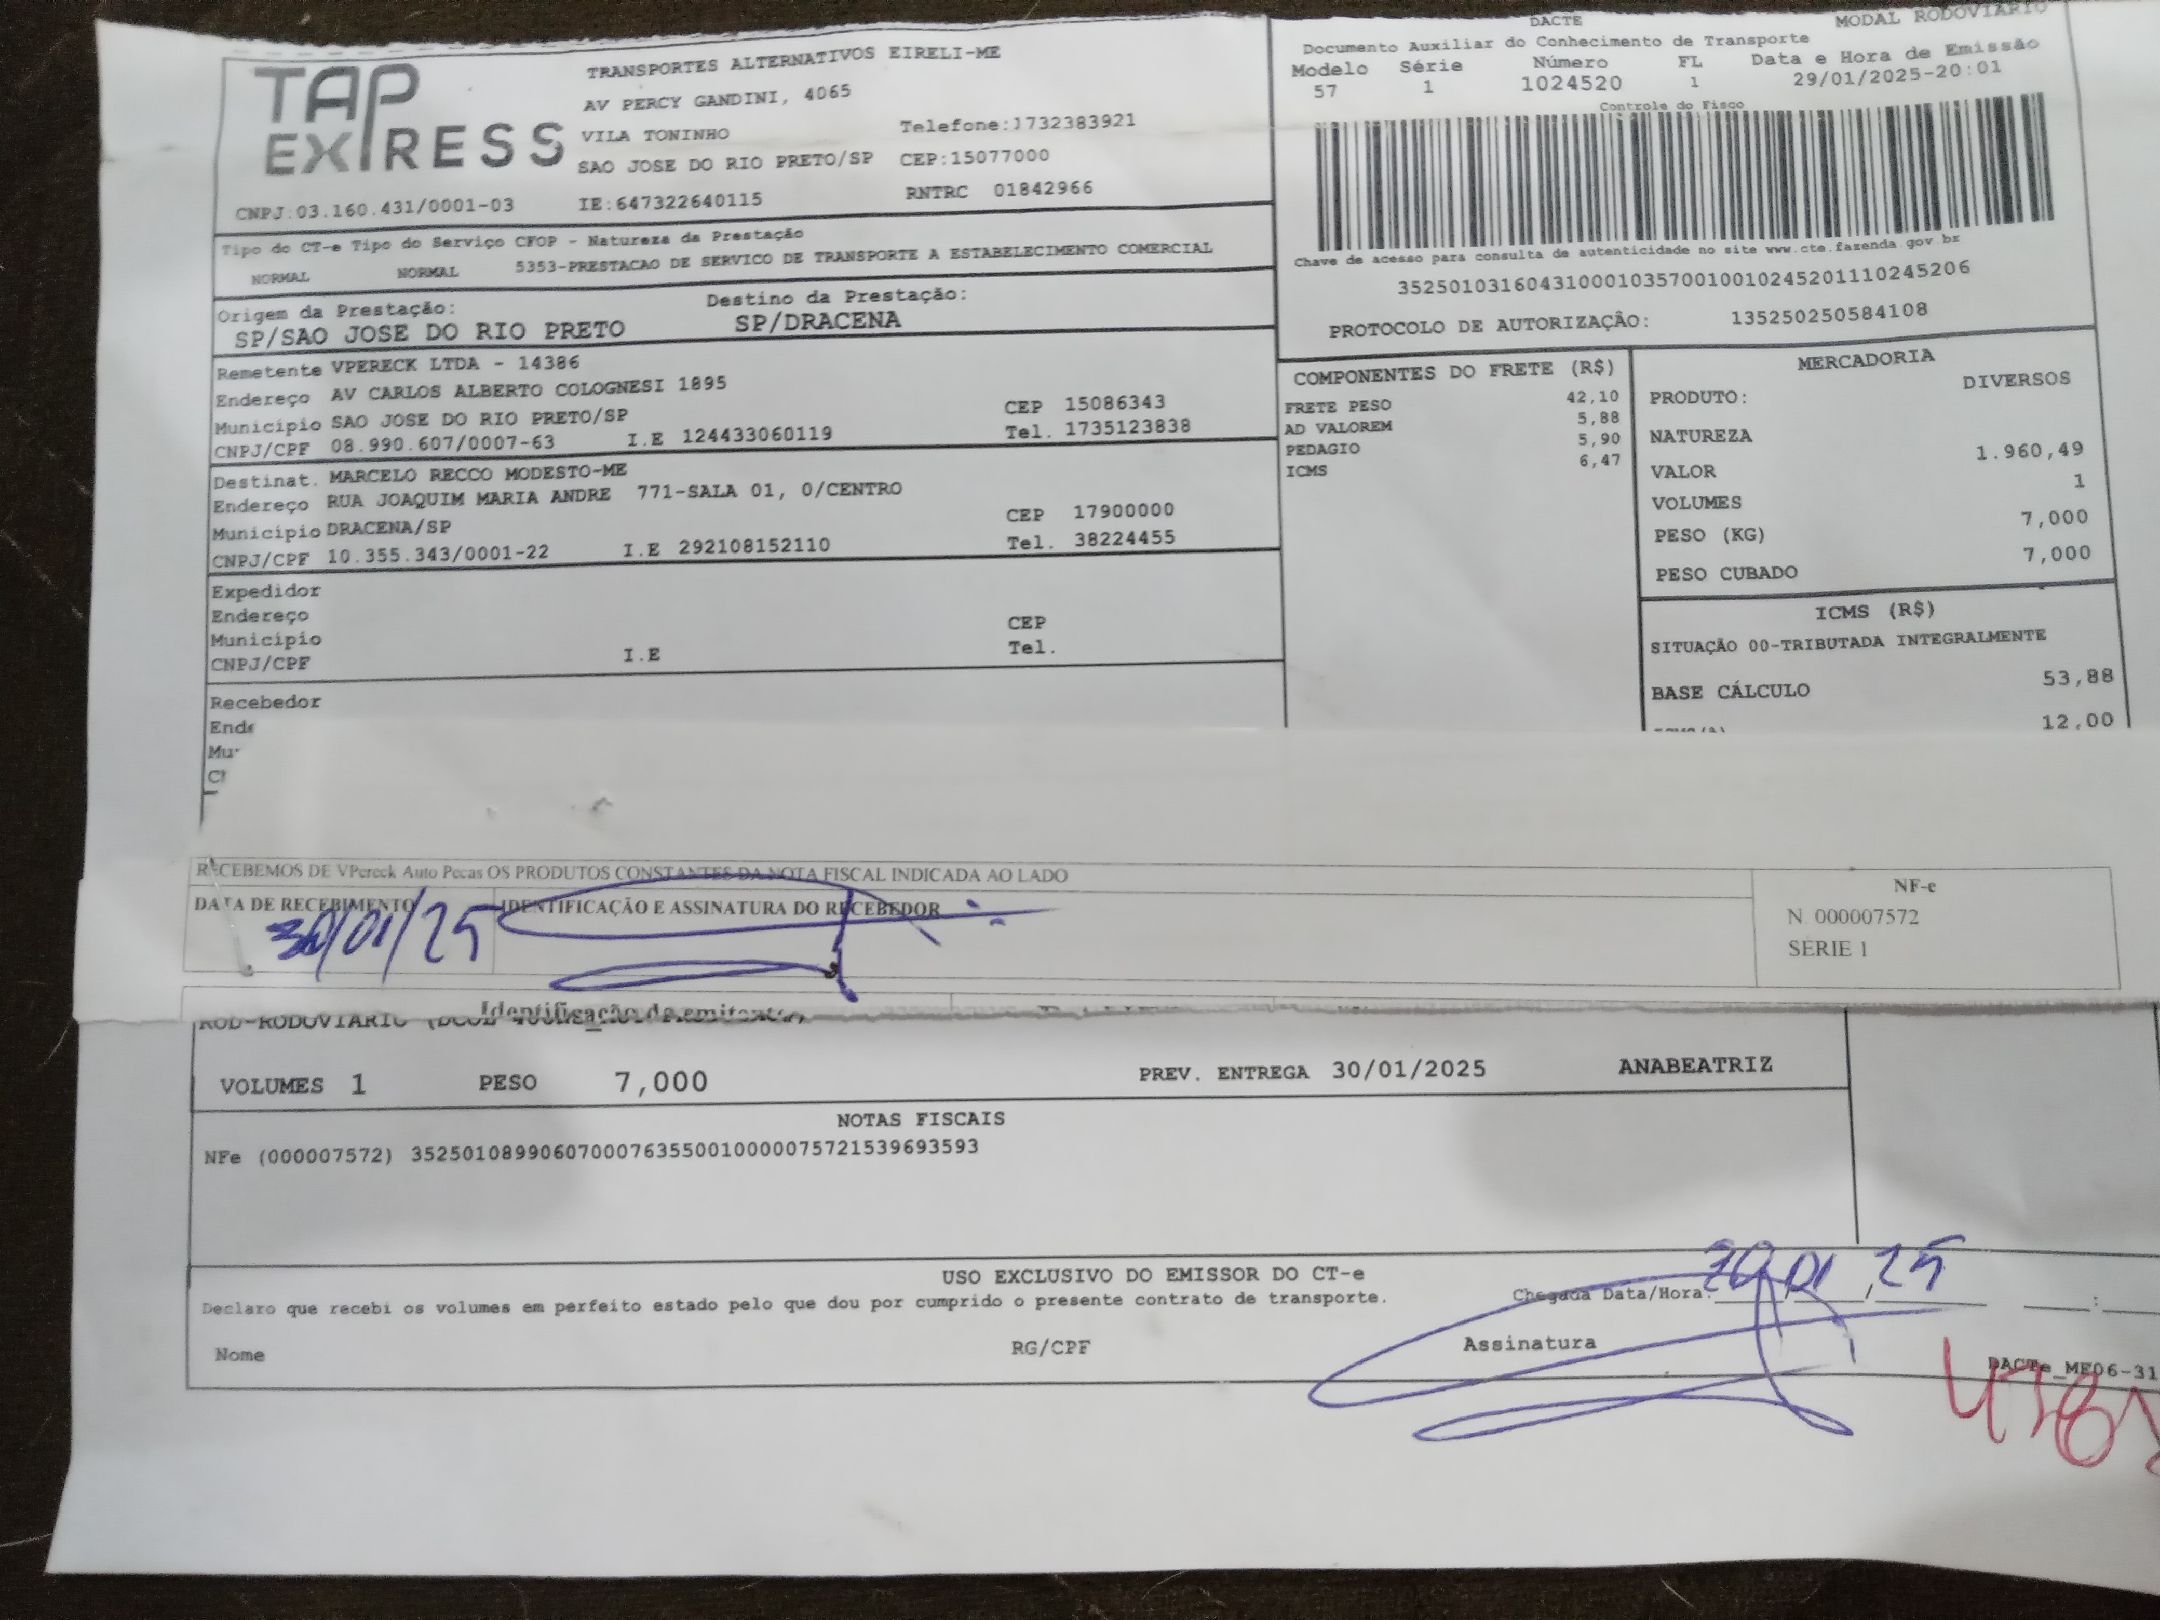 TAP EXPRESS
TRANSPORTES ALTERNATIVOS EIRELI-ME
AV PERCY GANDINI, 4065
VILA TONINHO Telefone:1732383921
SAO JOSE DO RIO PRETO/SP CEP:15077000
CNPJ:03.160.431/0001-03 IE:647322640115 RNTRC 01842966
DACTE MODAL RODOVIARIO
Documento Auxiliar do Conhecimento de Transporte
Modelo Série Número FL Data e Hora de Emissão
57 1 1024520 1 29/01/2025-20:01
Controle do Fisco
Chave de acesso para consulta de autenticidade no site www.cte.fazenda.gov.br
35250103160431000103570010010245201110245206
PROTOCOLO DE AUTORIZAÇÃO: 135250250584108
Tipo do CT-e Tipo do Serviço CFOP - Natureza da Prestação
NORMAL NORMAL 5353-PRESTACAO DE SERVICO DE TRANSPORTE A ESTABELECIMENTO COMERCIAL
Origem da Prestação: Destino da Prestação:
SP/SAO JOSE DO RIO PRETO SP/DRACENA
Remetente VPERECK LTDA - 14386
Endereço AV CARLOS ALBERTO COLOGNESI 1895
Município SAO JOSE DO RIO PRETO/SP CEP 15086343
CNPJ/CPF 08.990.607/0007-63 I.E 124433060119 Tel. 1735123838
Destinat. MARCELO RECCO MODESTO-ME
Endereço RUA JOAQUIM MARIA ANDRE 771-SALA 01, 0/CENTRO
Município DRACENA/SP CEP 17900000
CNPJ/CPF 10.355.343/0001-22 I.E 292108152110 Tel. 38224455
Expedidor
Endereço
Município CEP
CNPJ/CPF I.E Tel.
Recebedor
COMPONENTES DO FRETE (R$)
FRETE PESO 42,10
AD VALOREM 5,88
PEDAGIO 5,90
ICMS 6,47
MERCADORIA
PRODUTO: DIVERSOS
NATUREZA
VALOR 1.960,49
VOLUMES 1
PESO (KG) 7,000
PESO CUBADO 7,000
ICMS (R$)
SITUAÇÃO 00-TRIBUTADA INTEGRALMENTE
BASE CÁLCULO 53,88
12,00
RECEBEMOS DE VPereck Auto Pecas OS PRODUTOS CONSTANTES DA NOTA FISCAL INDICADA AO LADO
DATA DE RECEBIMENTO IDENTIFICAÇÃO E ASSINATURA DO RECEBEDOR
30/01/25
NF-e
N. 000007572
SERIE 1
Identificação do emitente
ROD-RODOVIARIO
VOLUMES 1 PESO 7,000 PREV. ENTREGA 30/01/2025 ANABEATRIZ
NOTAS FISCAIS
NFe (000007572) 35250108990607000763550010000075721539693593
USO EXCLUSIVO DO EMISSOR DO CT-e
Declaro que recebi os volumes em perfeito estado pelo que dou por cumprido o presente contrato de transporte. Chegada Data/Hora: 30/01/25
Nome RG/CPF Assinatura
DACTe_ME06-31